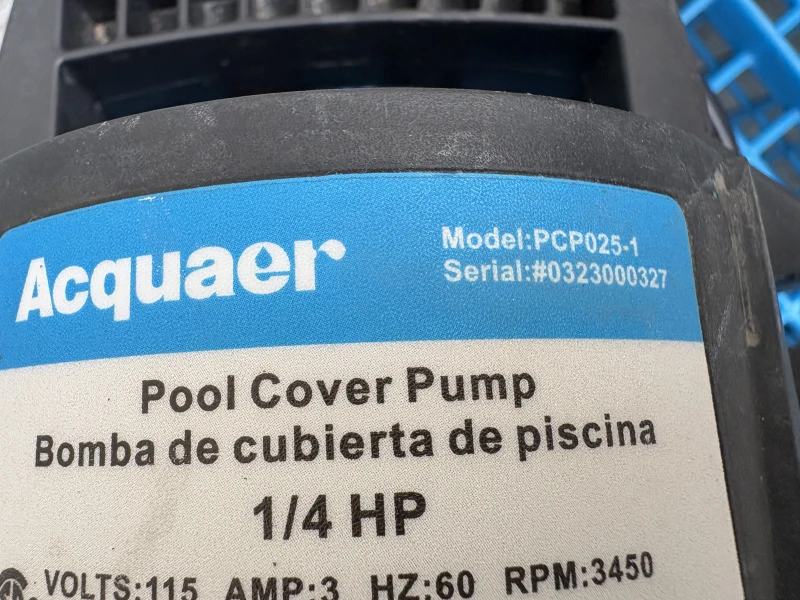 Acquaer
Model:PCP025-1
Serial:#0323000327
Pool Cover Pump
Bomba de cubierta de piscina
1/4 HP
VOLTS:115 AMP:3 HZ:60 RPM:3450